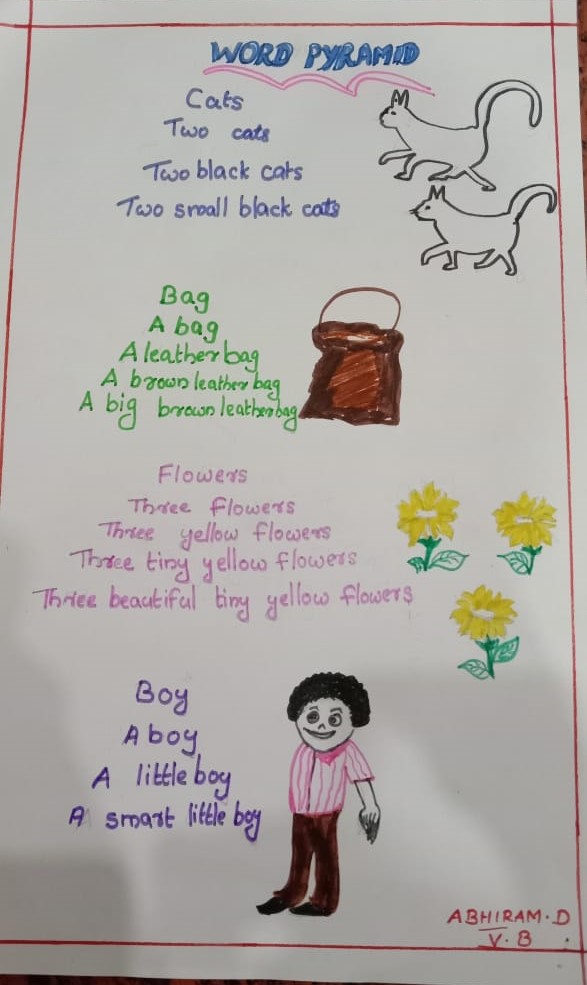 WORD PYRAMID
Cats
Two cats
Two black cats
Two small black cats
Bag
A bag
A leather bag
A brown leather bag
A big brown leather bag
Flowers
Three flowers
Three yellow flowers
Three tiny yellow flowers
Three beautiful tiny yellow flowers
Boy
A boy
A little boy
A smart little boy
ABHIRAM.D
V.B